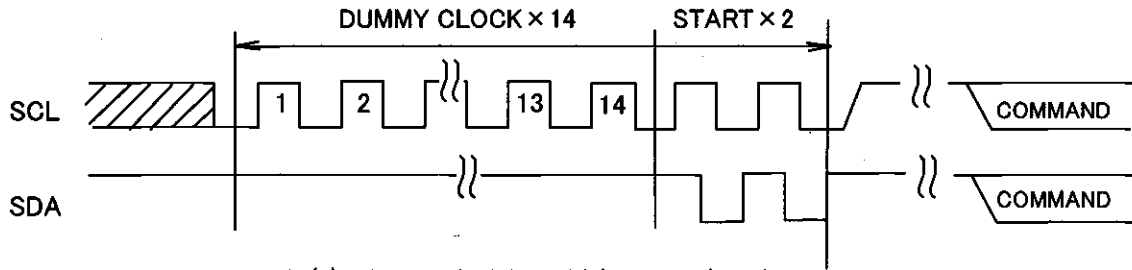 DUMMY CLOCK×14 START×2
SCL 1 2 13 14 COMMAND
SDA COMMAND